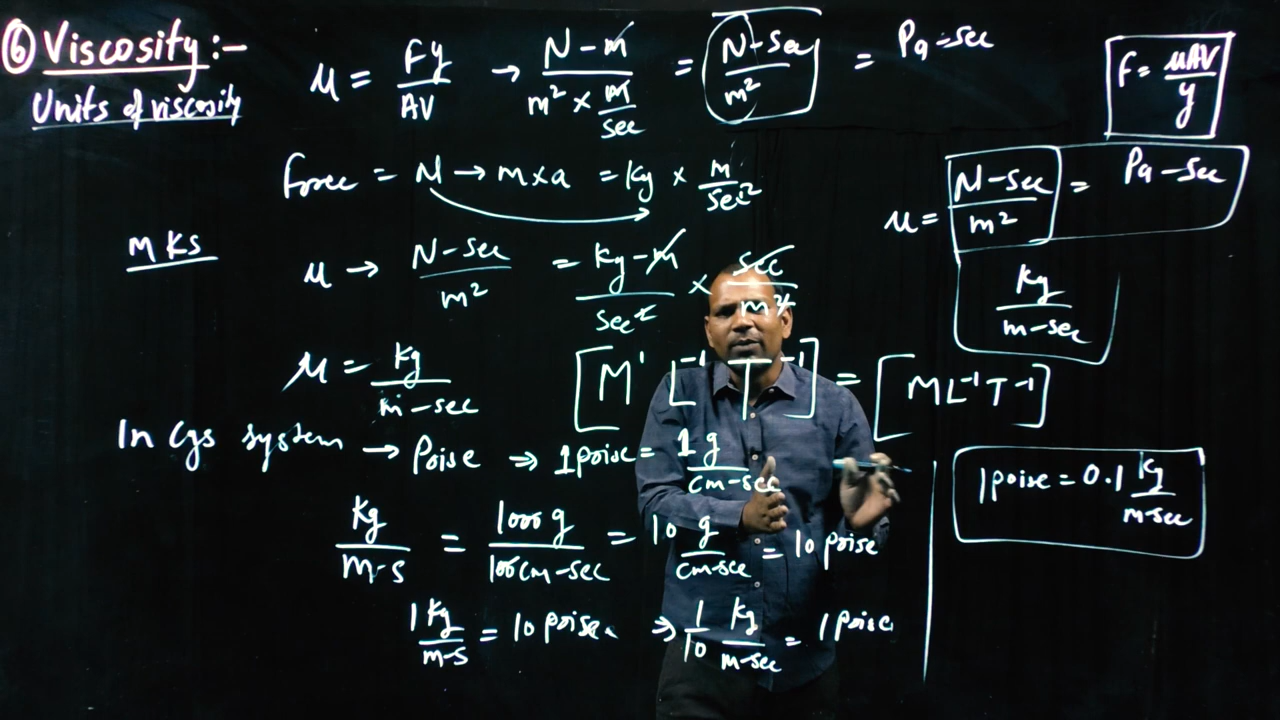 ⑥ Viscosity :-
Units of viscosity
μ = Fy/AV → N-m/(m² × m/sec) = N-sec/m² = Pa-sec
F = μAV/y
Force = N → m×a = kg × m/sec²
μ = N-sec/m² = Pa-sec
kg/m-sec
MKS
μ → N-sec/m² = kg-m/sec² × sec/m²
μ = kg/m-sec [M¹ L⁻¹ T⁻¹] = [ML⁻¹T⁻¹]
In Cgs system → Poise ⇒ 1 poise = 1g/cm-sec
1 poise = 0.1 kg/m-sec
kg/m-s = 1000 g/100 cm-sec = 10 g/cm-sec = 10 poise
1 kg/m-s = 10 poise ⇒ 1/10 kg/m-sec = 1 poise